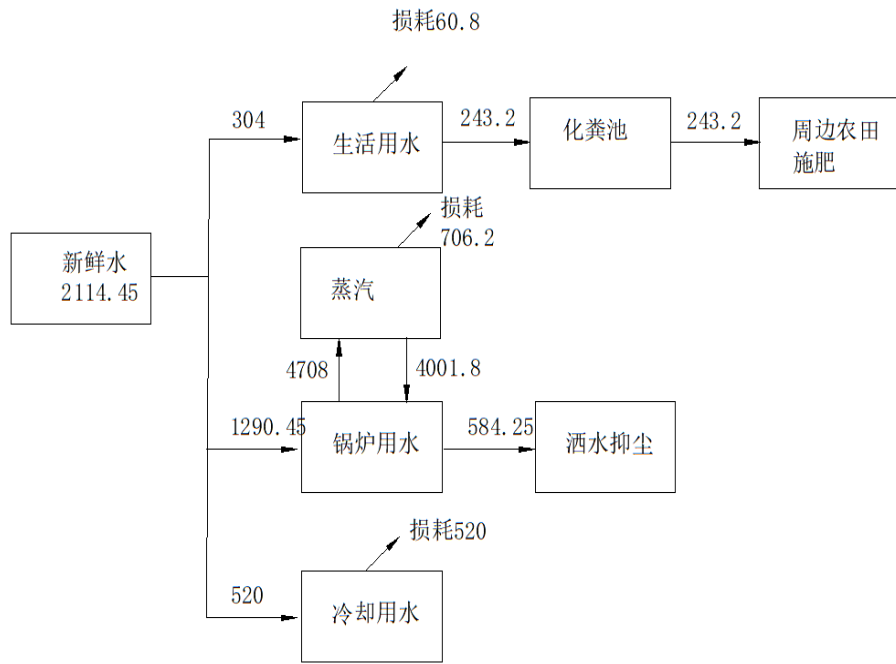 损耗60.8
304
生活用水
243.2
化粪池
243.2
周边农田
施肥
损耗
706.2
新鲜水
2114.45
蒸汽
4708
4001.8
1290.45
锅炉用水
584.25
洒水抑尘
损耗520
520
冷却用水